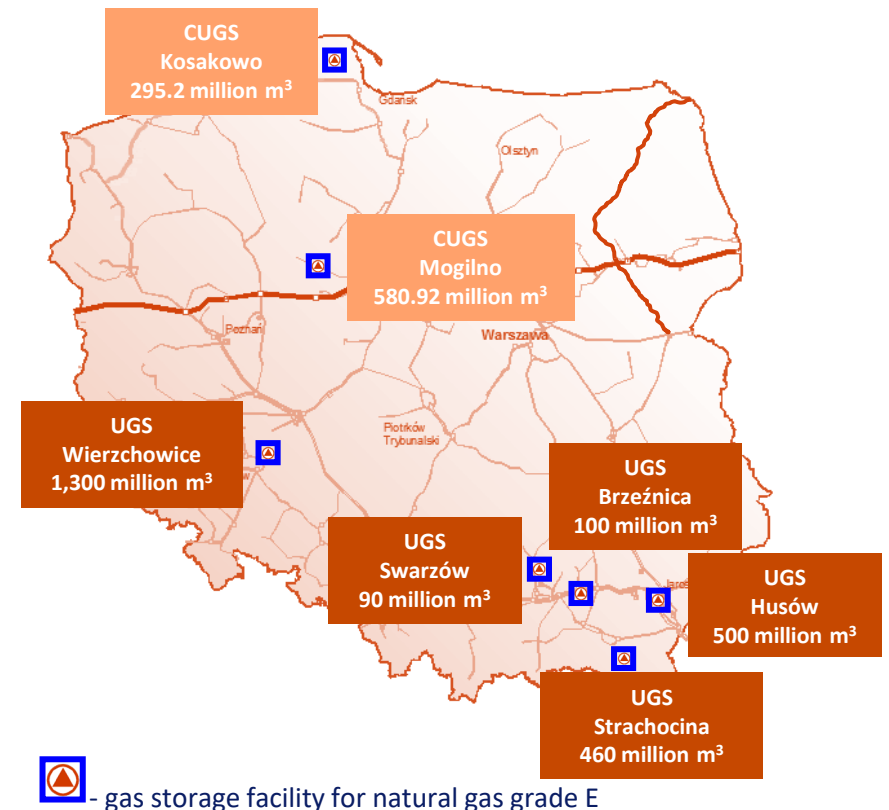 CUGS
Kosakowo
295.2 million m³
Gdańsk
Olsztyn
CUGS
Mogilno
580.92 million m³
Poznań
Warszawa
UGS
Wierzchowice
1,300 million m³
Piotrków
Trybunalski
UGS
Brzeźnica
100 million m³
UGS
Swarzów
90 million m³
UGS
Husów
500 million m³
UGS
Strachocina
460 million m³
- gas storage facility for natural gas grade E